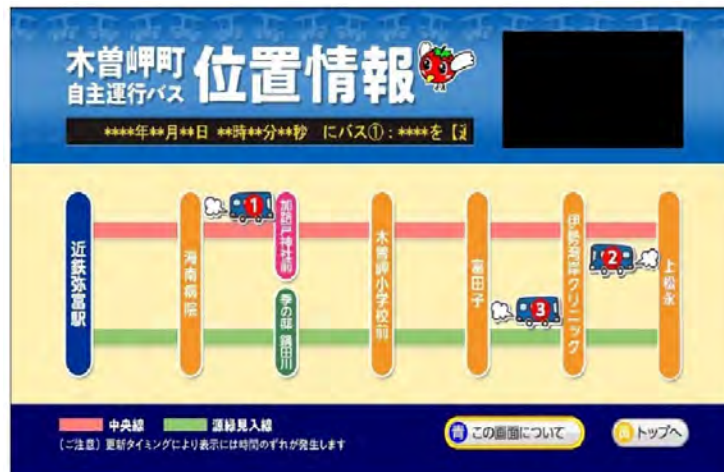 木曽岬町
自主運行バス
位置情報
****年**月**日 **時**分**秒 にバス①:****を【通
1
2
3
近鉄弥富駅
海南病院
加路戸神社前
季の邸 鍋田川
木曽岬小学校前
富田子
伊勢湾岸クリニック
上松永
中央線
源緑見入線
(ご注意)更新タイミングにより表示には時間のずれが発生します
青 この画面について
黄 トップへ